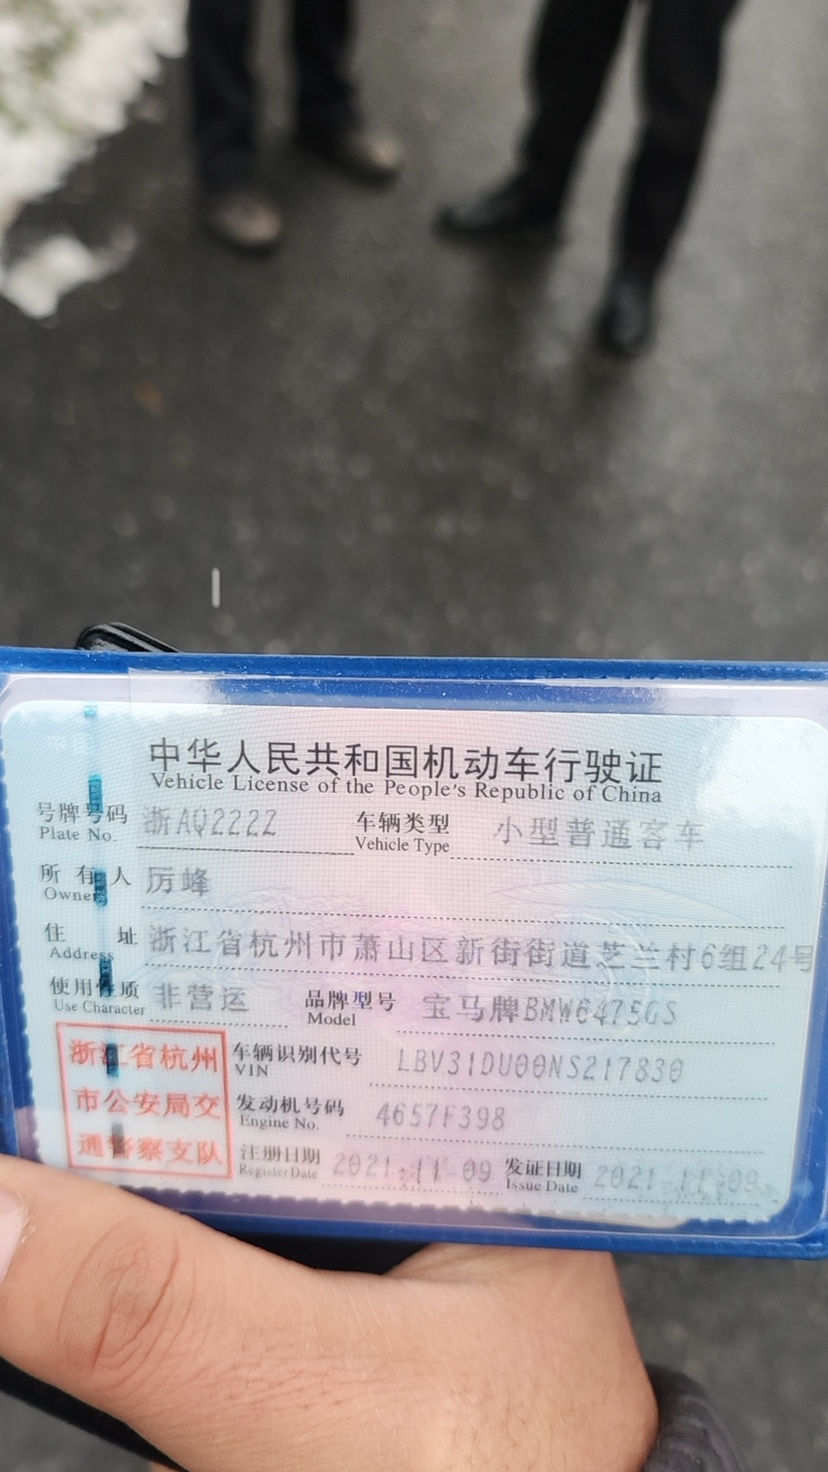 中华人民共和国机动车行驶证
Vehicle License of the People's Republic of China
号牌号码 浙AQ222Z 车辆类型 小型普通客车
Plate No. Vehicle Type
所有人 厉峰
Owner
住址 浙江省杭州市萧山区新街街道芝兰村6组24号
Address
使用性质 非营运 品牌型号 宝马牌BMW6475GS
Use Character Model
浙江省杭州 车辆识别代号 LBV31DU00NS217830
VIN
市公安局交 发动机号码 4657F398
Engine No.
通警察支队 注册日期 2021-11-09 发证日期 2021-11-09
Register Date Issue Date